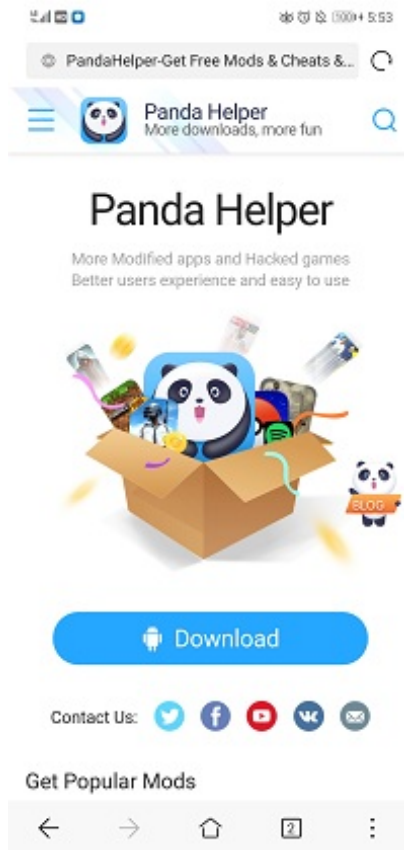 5:53
PandaHelper-Get Free Mods & Cheats &...
Panda Helper
More downloads, more fun
Panda Helper
More Modified apps and Hacked games
Better users experience and easy to use
BLOG
Download
Contact Us:
Get Popular Mods
2